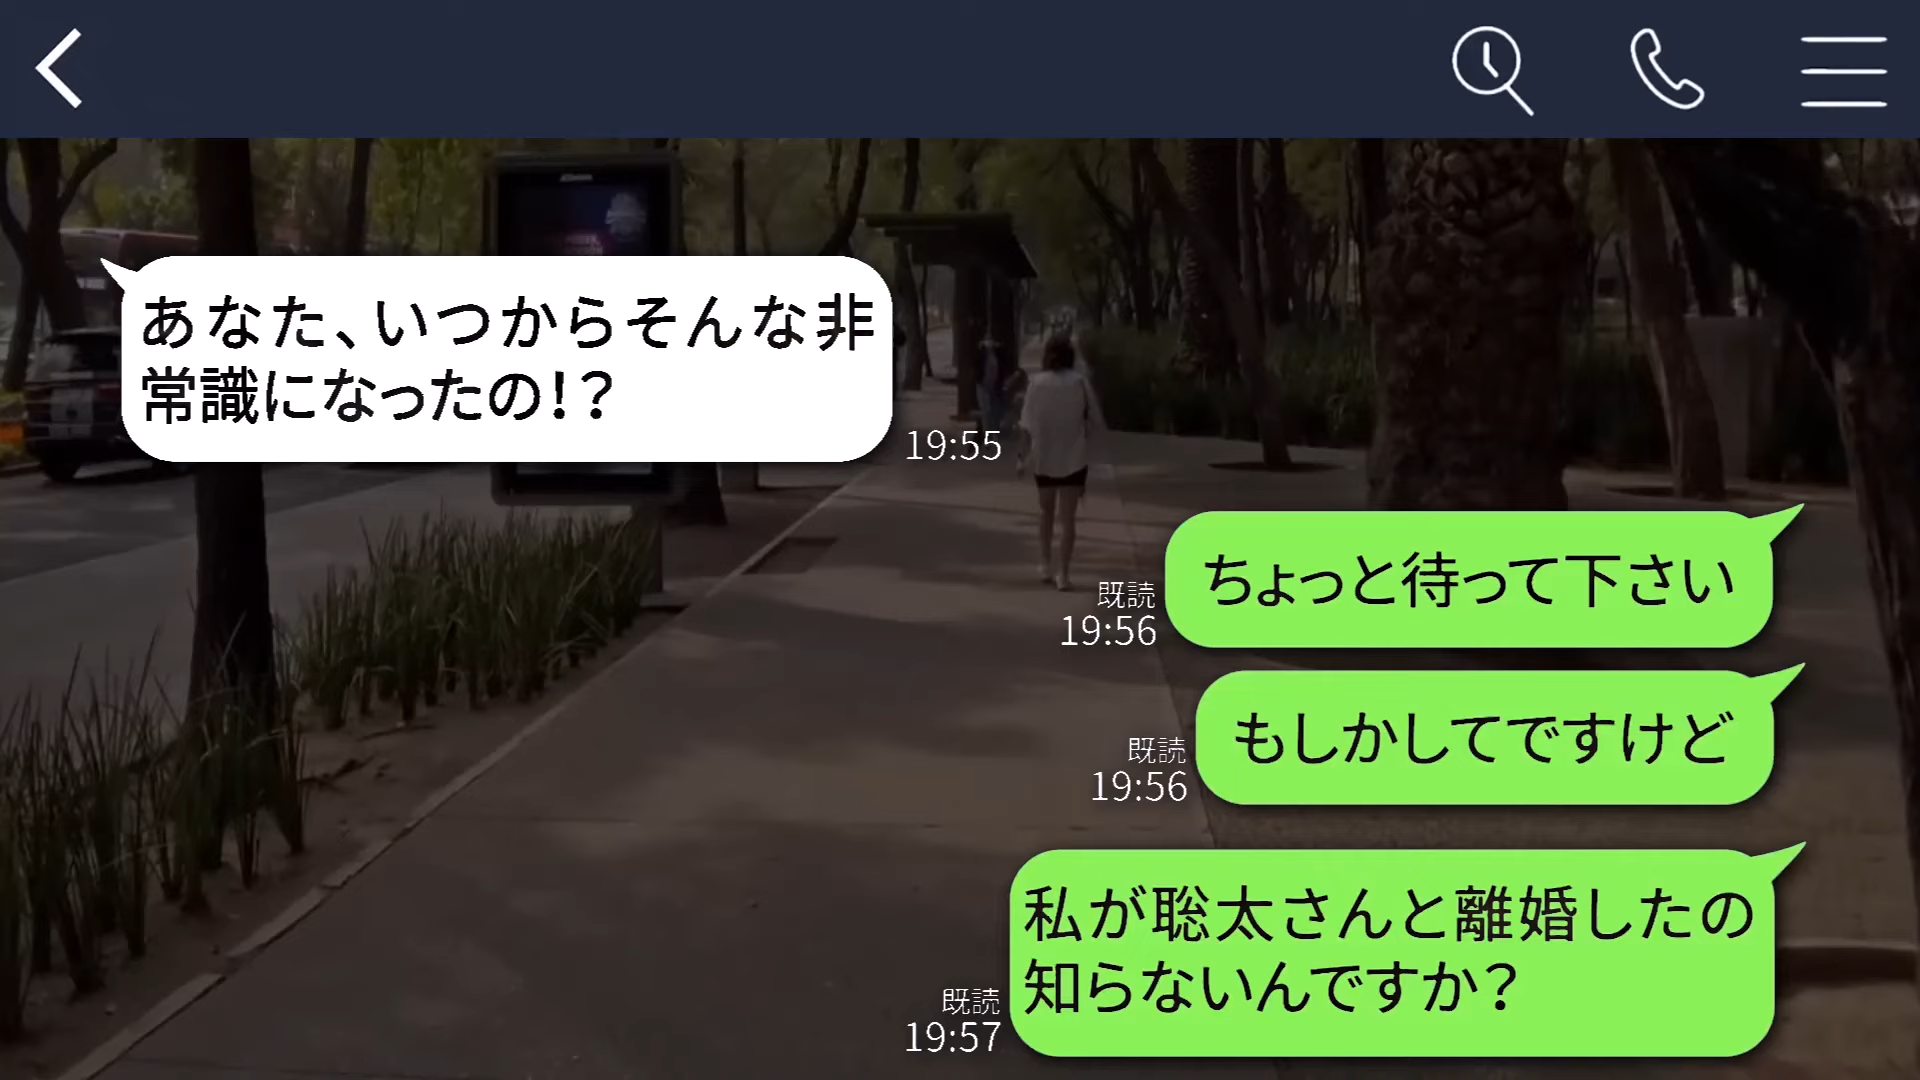 あなた、いつからそんな非
常識になったの!？
19:55
ちょっと待って下さい
既読
19:56
もしかしてですけど
既読
19:56
私が聡太さんと離婚したの
知らないんですか？
既読
19:57